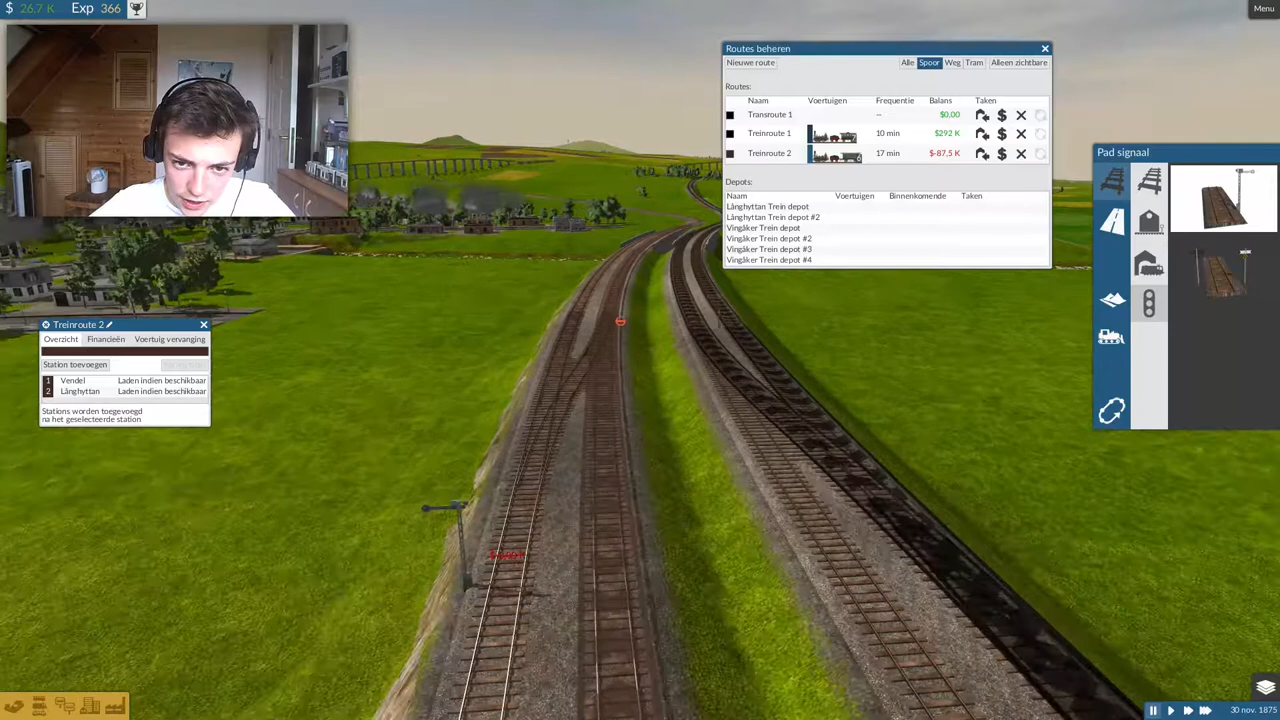 $ 26,7 K Exp 366
Menu
Routes beheren
Nieuwe route Alle Spoor Weg Tram Alleen zichtbare
Routes:
Naam Voertuigen Frequentie Balans Taken
Transroute 1 -- $0,00
Treinroute 1 10 min $292 K
Treinroute 2 17 min $-87,5 K
Depots:
Naam Voertuigen Binnenkomende Taken
Långhyttan Trein depot
Långhyttan Trein depot #2
Vingåker Trein depot
Vingåker Trein depot #2
Vingåker Trein depot #3
Vingåker Trein depot #4
Pad signaal
Treinroute 2
Overzicht Financieën Voertuig vervanging
Station toevoegen
1 Vendel Laden indien beschikbaar
2 Långhyttan Laden indien beschikbaar
Stations worden toegevoegd
na het geselecteerde station
30 nov. 1875